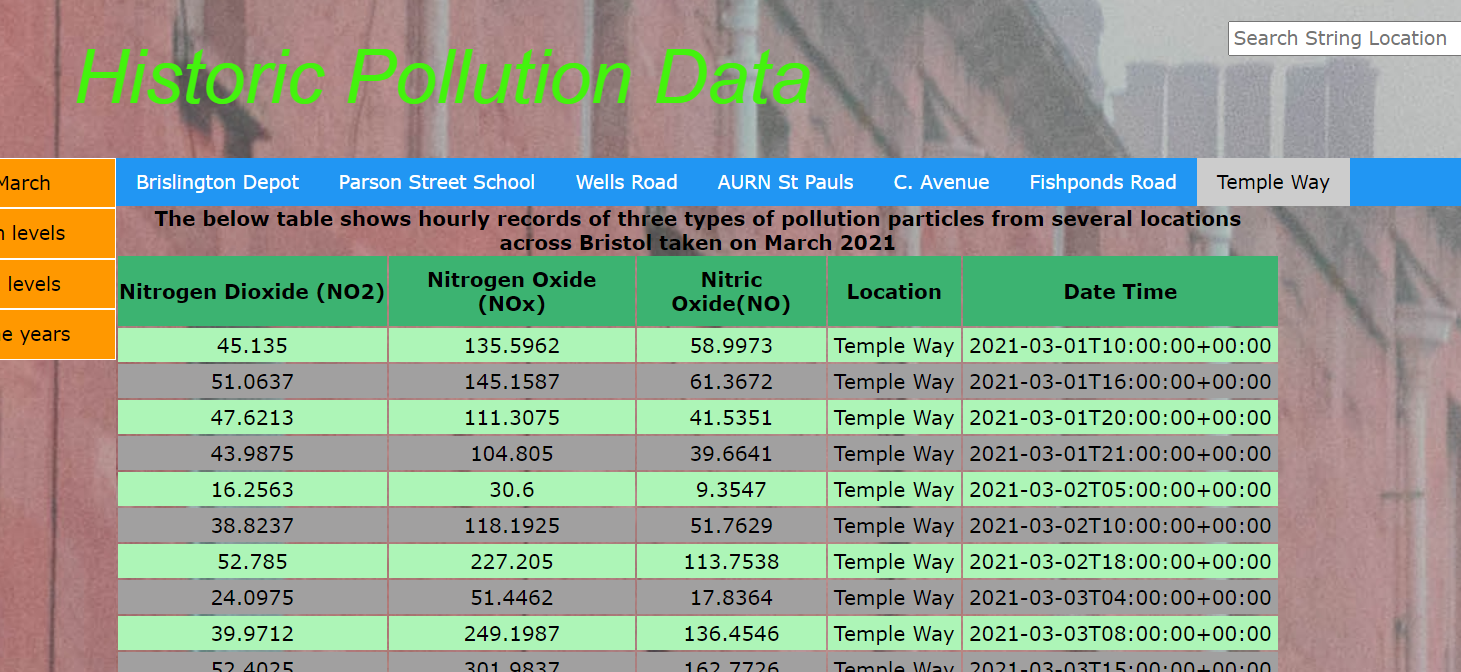 Search String Location
Historic Pollution Data
March
levels
levels
years
Brislington Depot Parson Street School Wells Road AURN St Pauls C. Avenue Fishponds Road Temple Way
The below table shows hourly records of three types of pollution particles from several locations
across Bristol taken on March 2021
Nitrogen Dioxide (NO2) Nitrogen Oxide (NOx) Nitric Oxide(NO) Location Date Time
45.135 135.5962 58.9973 Temple Way 2021-03-01T10:00:00+00:00
51.0637 145.1587 61.3672 Temple Way 2021-03-01T16:00:00+00:00
47.6213 111.3075 41.5351 Temple Way 2021-03-01T20:00:00+00:00
43.9875 104.805 39.6641 Temple Way 2021-03-01T21:00:00+00:00
16.2563 30.6 9.3547 Temple Way 2021-03-02T05:00:00+00:00
38.8237 118.1925 51.7629 Temple Way 2021-03-02T10:00:00+00:00
52.785 227.205 113.7538 Temple Way 2021-03-02T18:00:00+00:00
24.0975 51.4462 17.8364 Temple Way 2021-03-03T04:00:00+00:00
39.9712 249.1987 136.4546 Temple Way 2021-03-03T08:00:00+00:00
52.4025 301.9837 162.7726 Temple Way 2021-03-03T15:00:00+00:00